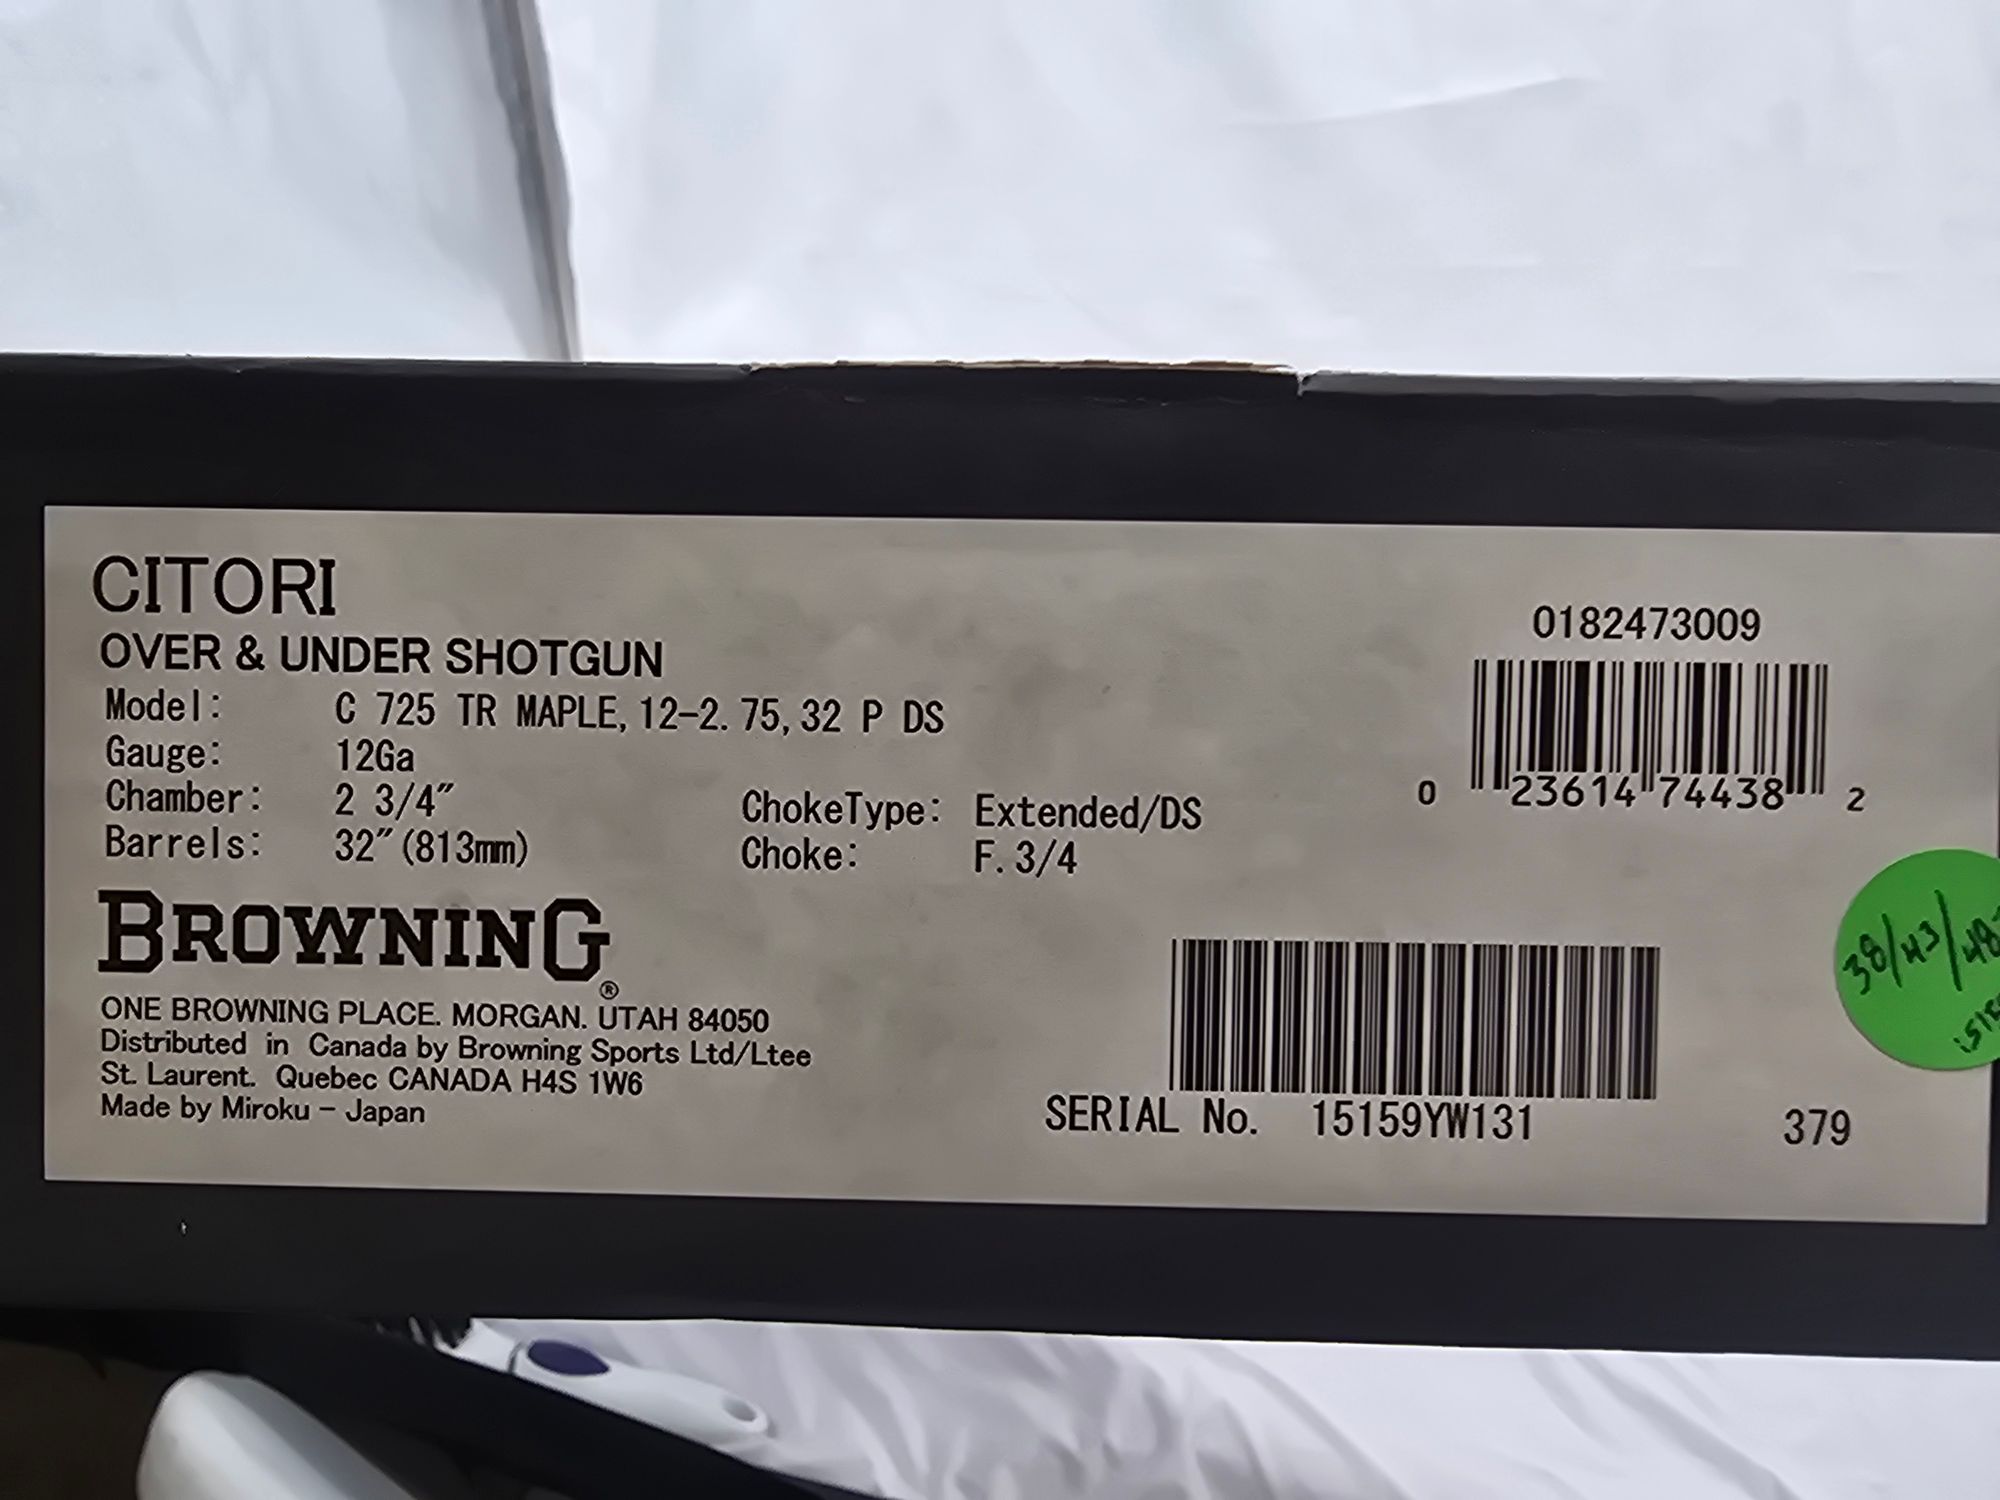 CITORI
OVER & UNDER SHOTGUN
Model: C 725 TR MAPLE, 12-2.75, 32 P DS
Gauge: 12Ga
Chamber: 2 3/4"
Barrels: 32"(813mm)
ChokeType: Extended/DS
Choke: F.3/4
BROWNING®
ONE BROWNING PLACE. MORGAN. UTAH 84050
Distributed in Canada by Browning Sports Ltd/Ltee
St. Laurent. Quebec CANADA H4S 1W6
Made by Miroku - Japan
0182473009
0 23614 74438 2
38/43/48
SERIAL No. 15159YW131
379